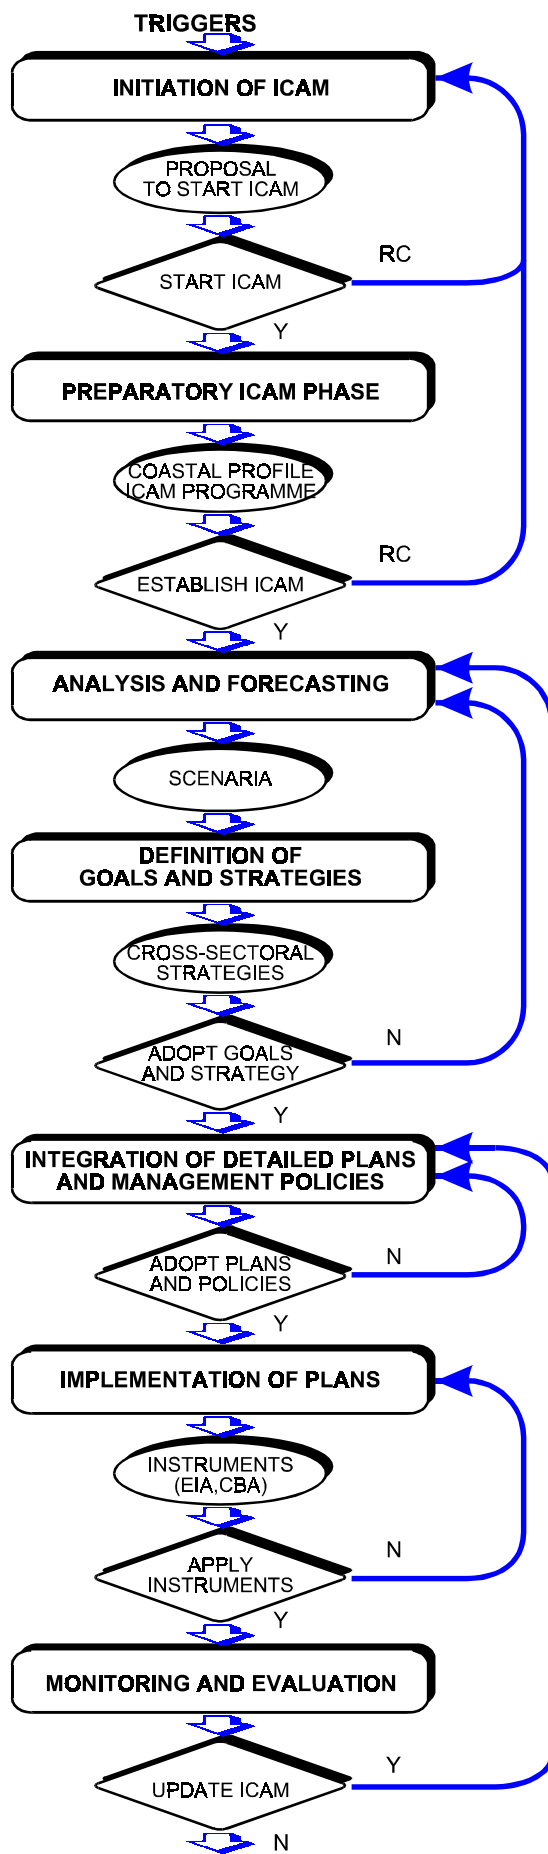 TRIGGERS
INITIATION OF ICAM
PROPOSAL
TO START ICAM
RC
START ICAM
Y
PREPARATORY ICAM PHASE
COASTAL PROFILE
ICAM PROGRAMME
RC
ESTABLISH ICAM
Y
ANALYSIS AND FORECASTING
SCENARIA
DEFINITION OF
GOALS AND STRATEGIES
CROSS-SECTORAL
STRATEGIES
N
ADOPT GOALS
AND STRATEGY
Y
INTEGRATION OF DETAILED PLANS
AND MANAGEMENT POLICIES
N
ADOPT PLANS
AND POLICIES
Y
IMPLEMENTATION OF PLANS
INSTRUMENTS
(EIA,CBA)
N
APPLY
INSTRUMENTS
Y
MONITORING AND EVALUATION
Y
UPDATE ICAM
N